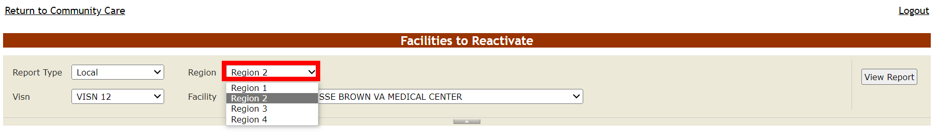 Return to Community Care Logout
Facilities to Reactivate
Report Type Local Region Region 2 View Report
Visn VISN 12 Facility SSE BROWN VA MEDICAL CENTER
Region 1
Region 2
Region 3
Region 4